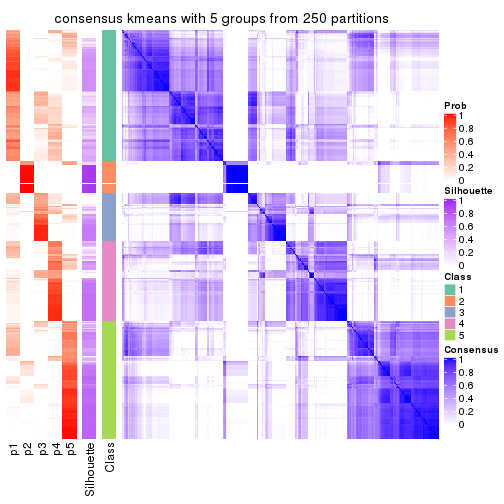 consensus kmeans with 5 groups from 250 partitions
Prob
1
0.8
0.6
0.4
0.2
0
Silhouette
1
0.8
0.6
0.4
0.2
0
Class
1
2
3
4
5
Consensus
1
0.8
0.6
0.4
0.2
0
p1
p2
p3
p4
p5
Silhouette
Class